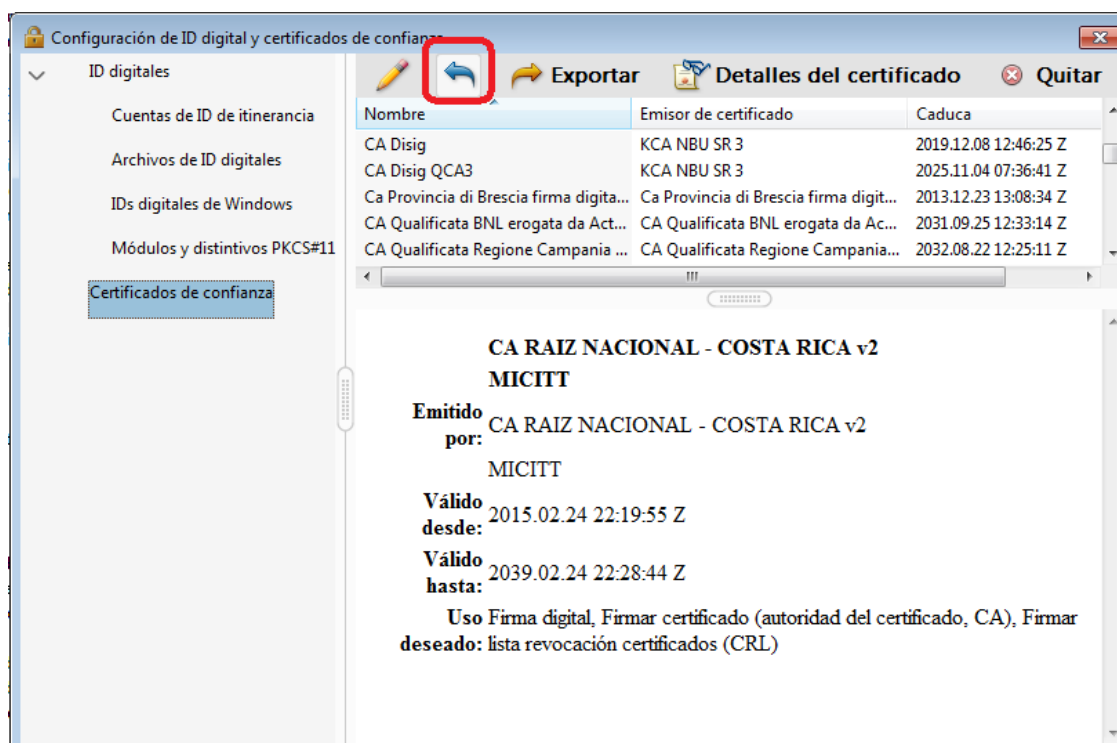 Configuración de ID digital y certificados de confianza
ID digitales
Cuentas de ID de itinerancia
Archivos de ID digitales
IDs digitales de Windows
Módulos y distintivos PKCS#11
Certificados de confianza
Exportar Detalles del certificado Quitar
Nombre Emisor de certificado Caduca
CA Disig KCA NBU SR 3 2019.12.08 12:46:25 Z
CA Disig QCA3 KCA NBU SR 3 2025.11.04 07:36:41 Z
Ca Provincia di Brescia firma digita... Ca Provincia di Brescia firma digit... 2013.12.23 13:08:34 Z
CA Qualificata BNL erogata da Act... CA Qualificata BNL erogata da Ac... 2031.09.25 12:33:14 Z
CA Qualificata Regione Campania ... CA Qualificata Regione Campania... 2032.08.22 12:25:11 Z
CA RAIZ NACIONAL - COSTA RICA v2
MICITT
Emitido
por: CA RAIZ NACIONAL - COSTA RICA v2
MICITT
Válido
desde: 2015.02.24 22:19:55 Z
Válido
hasta: 2039.02.24 22:28:44 Z
Uso Firma digital, Firmar certificado (autoridad del certificado, CA), Firmar
deseado: lista revocación certificados (CRL)